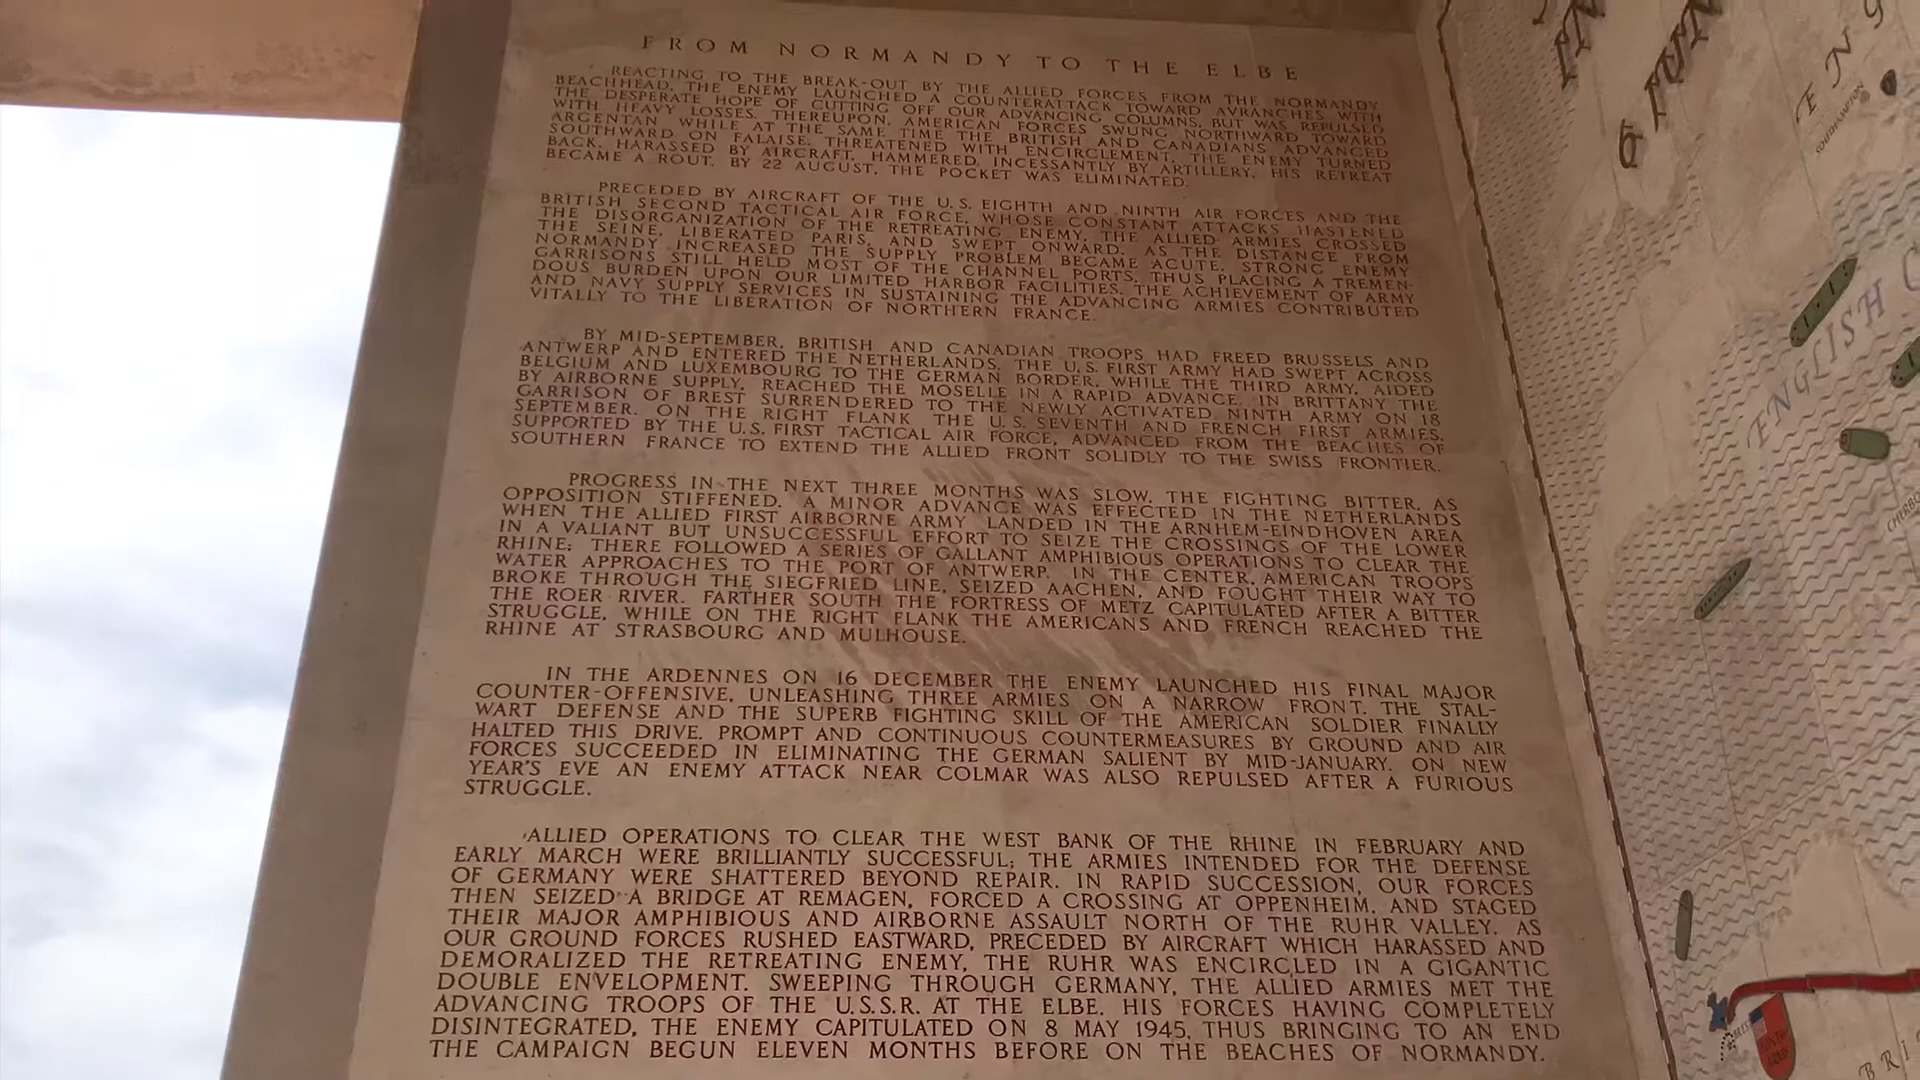 FROM NORMANDY TO THE ELBE
REACTING TO THE BREAK-OUT BY THE ALLIED FORCES FROM THE NORMANDY
BEACHHEAD, THE ENEMY LAUNCHED A COUNTERATTACK TOWARD AVRANCHES WITH
THE DESPERATE HOPE OF CUTTING OFF OUR ADVANCING COLUMNS, BUT WAS REPULSED
WITH HEAVY LOSSES. THEREUPON, AMERICAN FORCES SWUNG NORTHWARD TOWARD
ARGENTAN WHILE AT THE SAME TIME THE BRITISH AND CANADIANS ADVANCED
SOUTHWARD ON FALAISE. THREATENED WITH ENCIRCLEMENT, THE ENEMY TURNED
BACK. HARASSED BY AIRCRAFT, HAMMERED INCESSANTLY BY ARTILLERY, HIS RETREAT
BECAME A ROUT. BY 22 AUGUST, THE POCKET WAS ELIMINATED.
PRECEDED BY AIRCRAFT OF THE U.S. EIGHTH AND NINTH AIR FORCES AND THE
BRITISH SECOND TACTICAL AIR FORCE, WHOSE CONSTANT ATTACKS HASTENED
THE DISORGANIZATION OF THE RETREATING ENEMY, THE ALLIED ARMIES CROSSED
THE SEINE, LIBERATED PARIS, AND SWEPT ONWARD. AS THE DISTANCE FROM
NORMANDY INCREASED THE SUPPLY PROBLEM BECAME ACUTE. STRONG ENEMY
GARRISONS STILL HELD MOST OF THE CHANNEL PORTS, THUS PLACING A TREMEN-
DOUS BURDEN UPON OUR LIMITED HARBOR FACILITIES. THE ACHIEVEMENT OF ARMY
AND NAVY SUPPLY SERVICES IN SUSTAINING THE ADVANCING ARMIES CONTRIBUTED
VITALLY TO THE LIBERATION OF NORTHERN FRANCE.
BY MID-SEPTEMBER, BRITISH AND CANADIAN TROOPS HAD FREED BRUSSELS AND
ANTWERP AND ENTERED THE NETHERLANDS. THE U.S. FIRST ARMY HAD SWEPT ACROSS
BELGIUM AND LUXEMBOURG TO THE GERMAN BORDER, WHILE THE THIRD ARMY, AIDED
BY AIRBORNE SUPPLY, REACHED THE MOSELLE IN A RAPID ADVANCE. IN BRITTANY THE
GARRISON OF BREST SURRENDERED TO THE NEWLY ACTIVATED NINTH ARMY ON 18
SEPTEMBER. ON THE RIGHT FLANK THE U.S. SEVENTH AND FRENCH FIRST ARMIES,
SUPPORTED BY THE U.S. FIRST TACTICAL AIR FORCE, ADVANCED FROM THE BEACHES OF
SOUTHERN FRANCE TO EXTEND THE ALLIED FRONT SOLIDLY TO THE SWISS FRONTIER.
PROGRESS IN THE NEXT THREE MONTHS WAS SLOW, THE FIGHTING BITTER, AS
OPPOSITION STIFFENED. A MINOR ADVANCE WAS EFFECTED IN THE NETHERLANDS
WHEN THE ALLIED FIRST AIRBORNE ARMY LANDED IN THE ARNHEM-EINDHOVEN AREA
IN A VALIANT BUT UNSUCCESSFUL EFFORT TO SEIZE THE CROSSINGS OF THE LOWER
RHINE; THERE FOLLOWED A SERIES OF GALLANT AMPHIBIOUS OPERATIONS TO CLEAR THE
WATER APPROACHES TO THE PORT OF ANTWERP. IN THE CENTER, AMERICAN TROOPS
BROKE THROUGH THE SIEGFRIED LINE, SEIZED AACHEN, AND FOUGHT THEIR WAY TO
THE ROER RIVER. FARTHER SOUTH THE FORTRESS OF METZ CAPITULATED AFTER A BITTER
STRUGGLE, WHILE ON THE RIGHT FLANK THE AMERICANS AND FRENCH REACHED THE
RHINE AT STRASBOURG AND MULHOUSE.
IN THE ARDENNES ON 16 DECEMBER THE ENEMY LAUNCHED HIS FINAL MAJOR
COUNTER-OFFENSIVE, UNLEASHING THREE ARMIES ON A NARROW FRONT. THE STAL-
WART DEFENSE AND THE SUPERB FIGHTING SKILL OF THE AMERICAN SOLDIER FINALLY
HALTED THIS DRIVE. PROMPT AND CONTINUOUS COUNTERMEASURES BY GROUND AND AIR
FORCES SUCCEEDED IN ELIMINATING THE GERMAN SALIENT BY MID-JANUARY. ON NEW
YEAR'S EVE AN ENEMY ATTACK NEAR COLMAR WAS ALSO REPULSED AFTER A FURIOUS
STRUGGLE.
ALLIED OPERATIONS TO CLEAR THE WEST BANK OF THE RHINE IN FEBRUARY AND
EARLY MARCH WERE BRILLIANTLY SUCCESSFUL; THE ARMIES INTENDED FOR THE DEFENSE
OF GERMANY WERE SHATTERED BEYOND REPAIR. IN RAPID SUCCESSION, OUR FORCES
THEN SEIZED A BRIDGE AT REMAGEN, FORCED A CROSSING AT OPPENHEIM, AND STAGED
THEIR MAJOR AMPHIBIOUS AND AIRBORNE ASSAULT NORTH OF THE RUHR VALLEY. AS
OUR GROUND FORCES RUSHED EASTWARD, PRECEDED BY AIRCRAFT WHICH HARASSED AND
DEMORALIZED THE RETREATING ENEMY, THE RUHR WAS ENCIRCLED IN A GIGANTIC
DOUBLE ENVELOPMENT. SWEEPING THROUGH GERMANY, THE ALLIED ARMIES MET THE
ADVANCING TROOPS OF THE U.S.S.R. AT THE ELBE. HIS FORCES HAVING COMPLETELY
DISINTEGRATED, THE ENEMY CAPITULATED ON 8 MAY 1945, THUS BRINGING TO AN END
THE CAMPAIGN BEGUN ELEVEN MONTHS BEFORE ON THE BEACHES OF NORMANDY.
ENG
SOUTHAMPTON
ENGLISH C
CHERBO
BREST
BRI